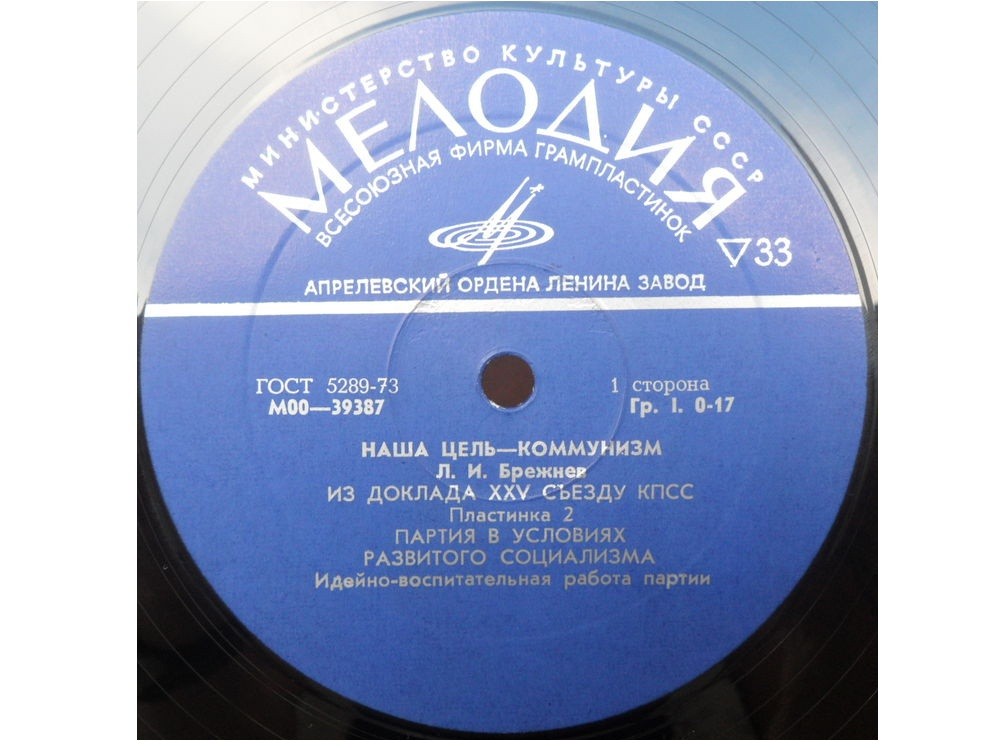 МИНИСТЕРСТВО КУЛЬТУРЫ СССР
МЕЛОДИЯ
ВСЕСОЮЗНАЯ ФИРМА ГРАМПЛАСТИНОК
33
АПРЕЛЕВСКИЙ ОРДЕНА ЛЕНИНА ЗАВОД
ГОСТ 5289-73
М00—39387
1 сторона
Гр. I. 0-17
НАША ЦЕЛЬ—КОММУНИЗМ
Л. И. Брежнев
ИЗ ДОКЛАДА XXV СЪЕЗДУ КПСС
Пластинка 2
ПАРТИЯ В УСЛОВИЯХ
РАЗВИТОГО СОЦИАЛИЗМА
Идейно-воспитательная работа партии